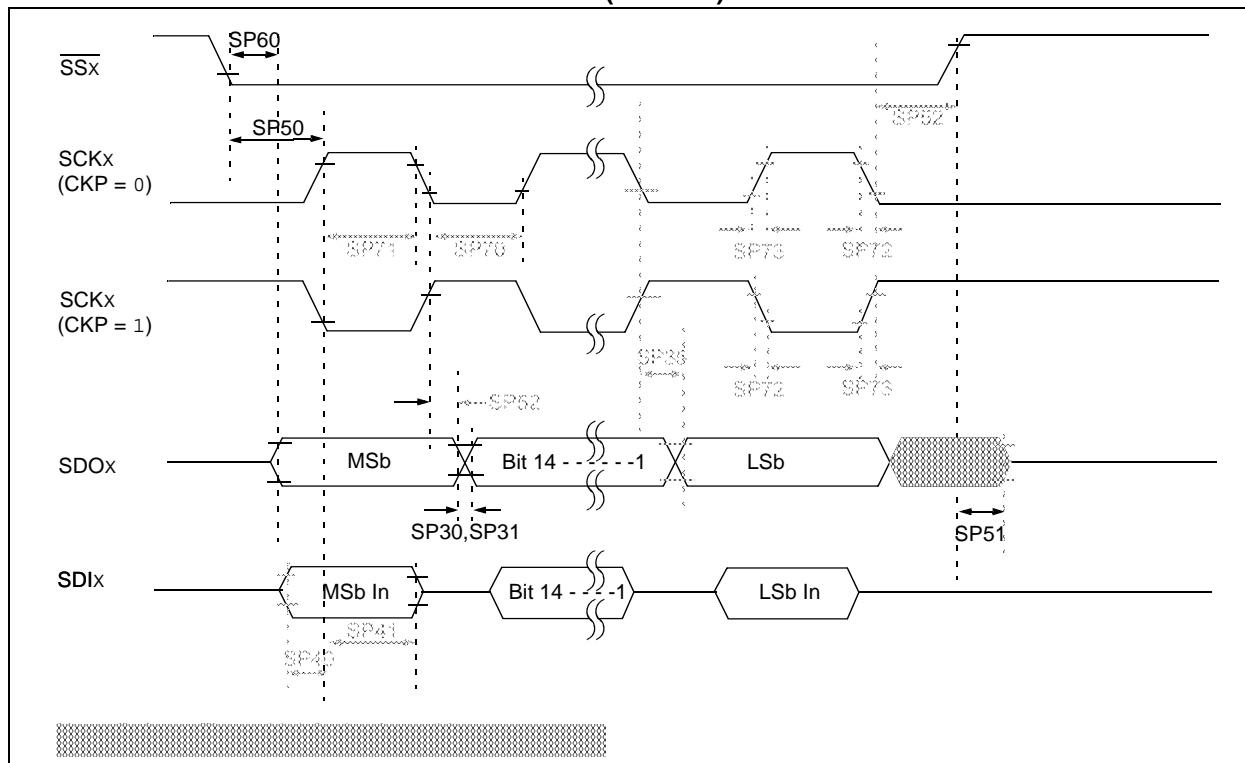 SP60
SSX
SP50
SCKX
(CKP = 0)
SP52
SP71
SP70
SP73
SP72
SCKX
(CKP = 1)
SP35
SP72
SP73
SP52
SDOX
MSb
Bit 14 - - - - - -1
LSb
SP30,SP31
SP51
SDIX
MSb In
Bit 14 - - - -1
LSb In
SP41
SP40